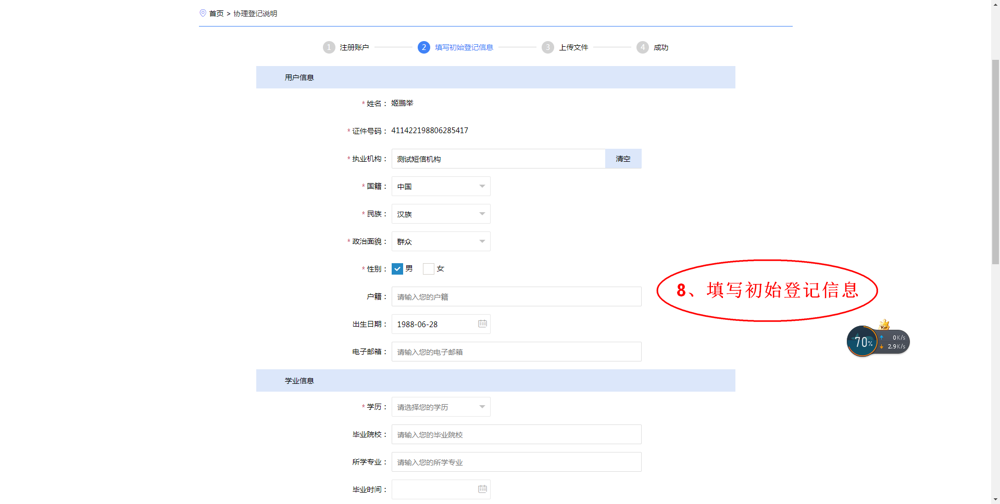 首页 > 协理登记说明
1 注册账户 2 填写初始登记信息 3 上传文件 4 成功
用户信息
* 姓名： 姬鹏举
* 证件号码： 411422198806285417
* 执业机构： 测试短信机构 清空
* 国籍： 中国
* 民族： 汉族
* 政治面貌： 群众
* 性别： 男 女
户籍： 请输入您的户籍
8、填写初始登记信息
出生日期： 1988-06-28
VIP
70% 0K/s
2.9K/s
电子邮箱： 请输入您的电子邮箱
学业信息
* 学历： 请选择您的学历
毕业院校： 请输入您的毕业院校
所学专业： 请输入您的所学专业
毕业时间：